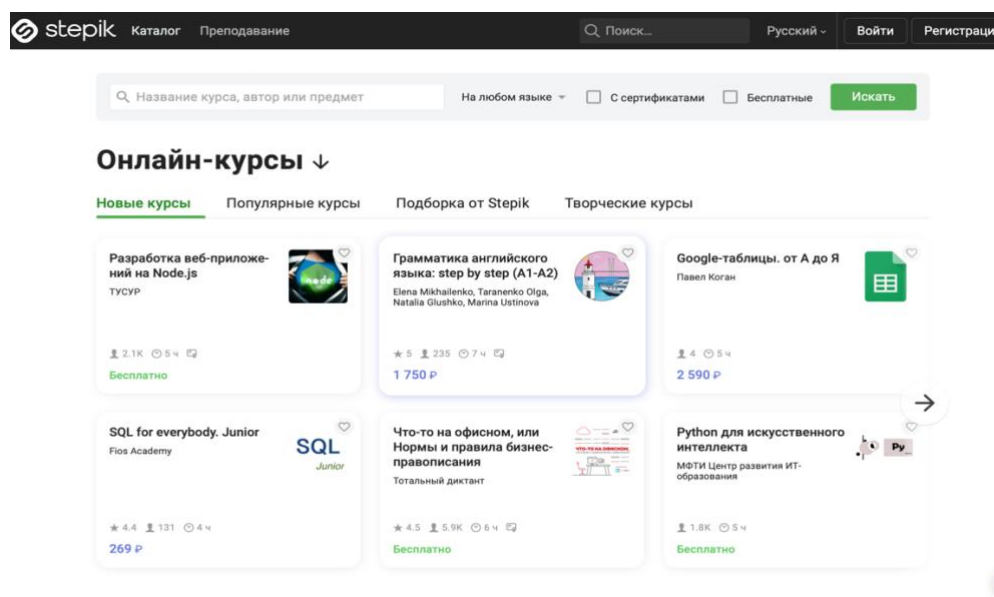 stepik Каталог Преподавание Поиск... Русский Войти Регистраци
Название курса, автор или предмет На любом языке С сертификатами Бесплатные Искать
Онлайн-курсы ↓
Новые курсы Популярные курсы Подборка от Stepik Творческие курсы
Разработка веб-приложе-
ний на Node.js
ТУСУР
node
2.1K 5 ч
Бесплатно
Грамматика английского
языка: step by step (A1-A2)
Elena Mikhailenko, Taranenko Olga,
Natalia Glushko, Marina Ustinova
5 235 7 ч
1 750 ₽
Google-таблицы. от А до Я
Павел Коган
4 5 ч
2 590 ₽
SQL for everybody. Junior
Fios Academy
SQL
Junior
4.4 131 4 ч
269 ₽
Что-то на офисном, или
Нормы и правила бизнес-
правописания
Тотальный диктант
ЧТО-ТО НА ОФИСНОМ,
4.5 5.9K 6 ч
Бесплатно
Python для искусственного
интеллекта
МФТИ Центр развития ИТ-
образования
Py_
1.8K 5 ч
Бесплатно